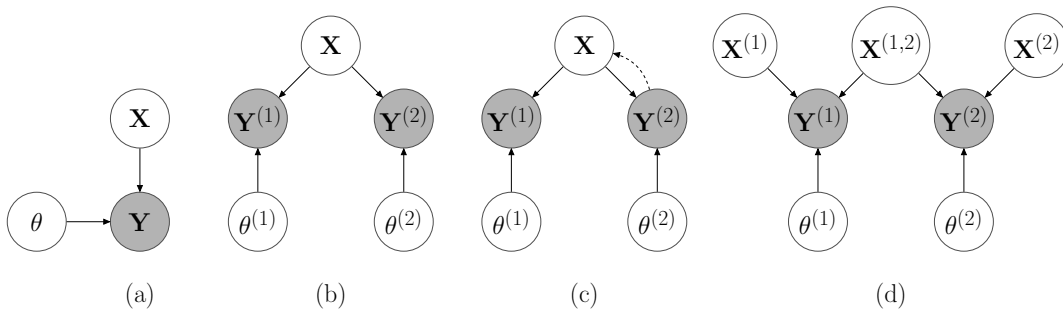 X X X X^(1) X^(1,2) X^(2)
Y^(1) Y^(2) Y^(1) Y^(2) Y^(1) Y^(2)
θ Y θ^(1) θ^(2) θ^(1) θ^(2) θ^(1) θ^(2)
(a) (b) (c) (d)